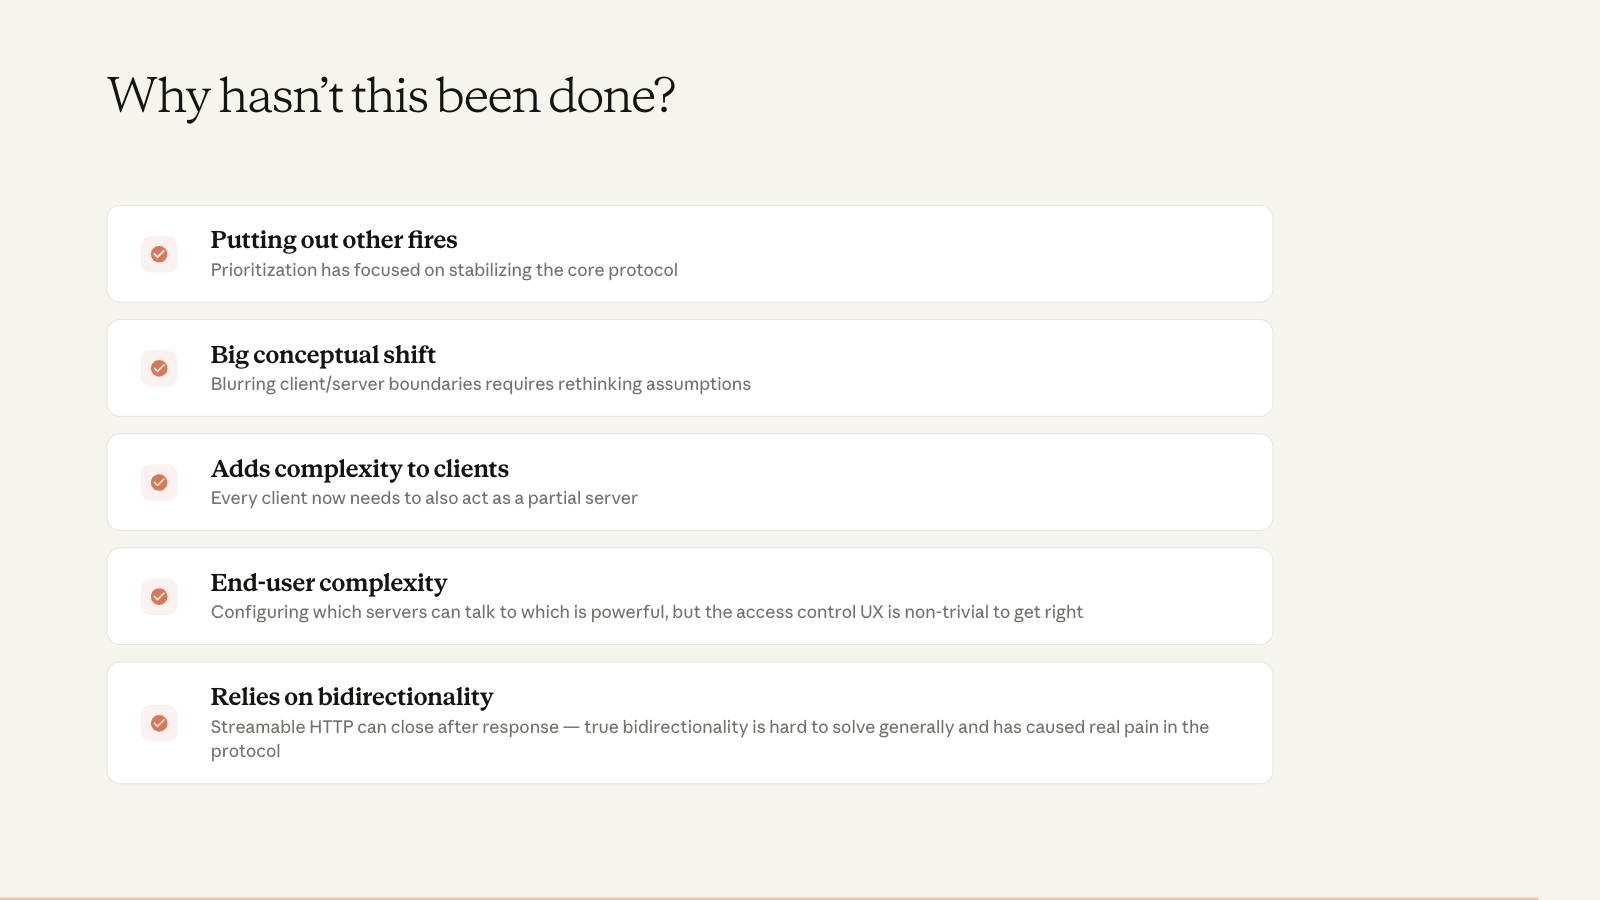 Why hasn’t this been done?
Putting out other fires
Prioritization has focused on stabilizing the core protocol
Big conceptual shift
Blurring client/server boundaries requires rethinking assumptions
Adds complexity to clients
Every client now needs to also act as a partial server
End-user complexity
Configuring which servers can talk to which is powerful, but the access control UX is non-trivial to get right
Relies on bidirectionality
Streamable HTTP can close after response — true bidirectionality is hard to solve generally and has caused real pain in the
protocol